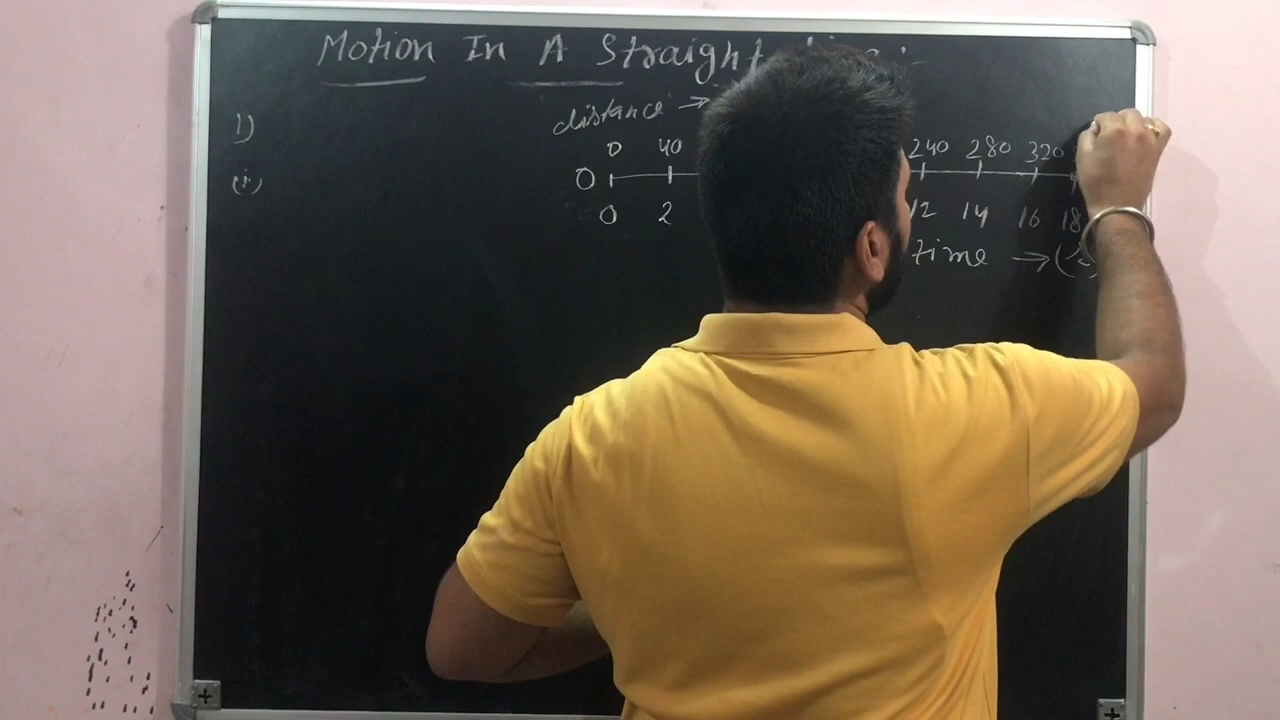 Motion In A Straight
distance →
1)
0 40 240 280 320
(i)
O
0 2 12 14 16 18
time →